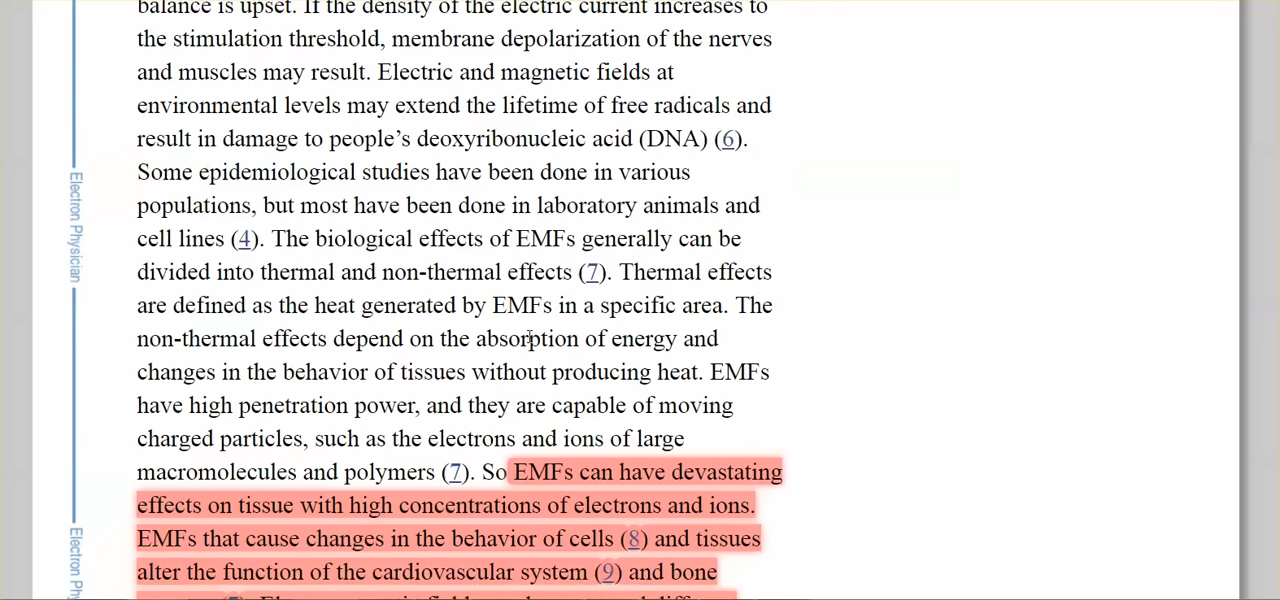 balance is upset. If the density of the electric current increases to
the stimulation threshold, membrane depolarization of the nerves
and muscles may result. Electric and magnetic fields at
environmental levels may extend the lifetime of free radicals and
result in damage to people's deoxyribonucleic acid (DNA) (6).
Some epidemiological studies have been done in various
populations, but most have been done in laboratory animals and
cell lines (4). The biological effects of EMFs generally can be
divided into thermal and non-thermal effects (7). Thermal effects
are defined as the heat generated by EMFs in a specific area. The
non-thermal effects depend on the absorption of energy and
changes in the behavior of tissues without producing heat. EMFs
have high penetration power, and they are capable of moving
charged particles, such as the electrons and ions of large
macromolecules and polymers (7). So EMFs can have devastating
effects on tissue with high concentrations of electrons and ions.
EMFs that cause changes in the behavior of cells (8) and tissues
alter the function of the cardiovascular system (9) and bone
Electron Physician
Electron Ph